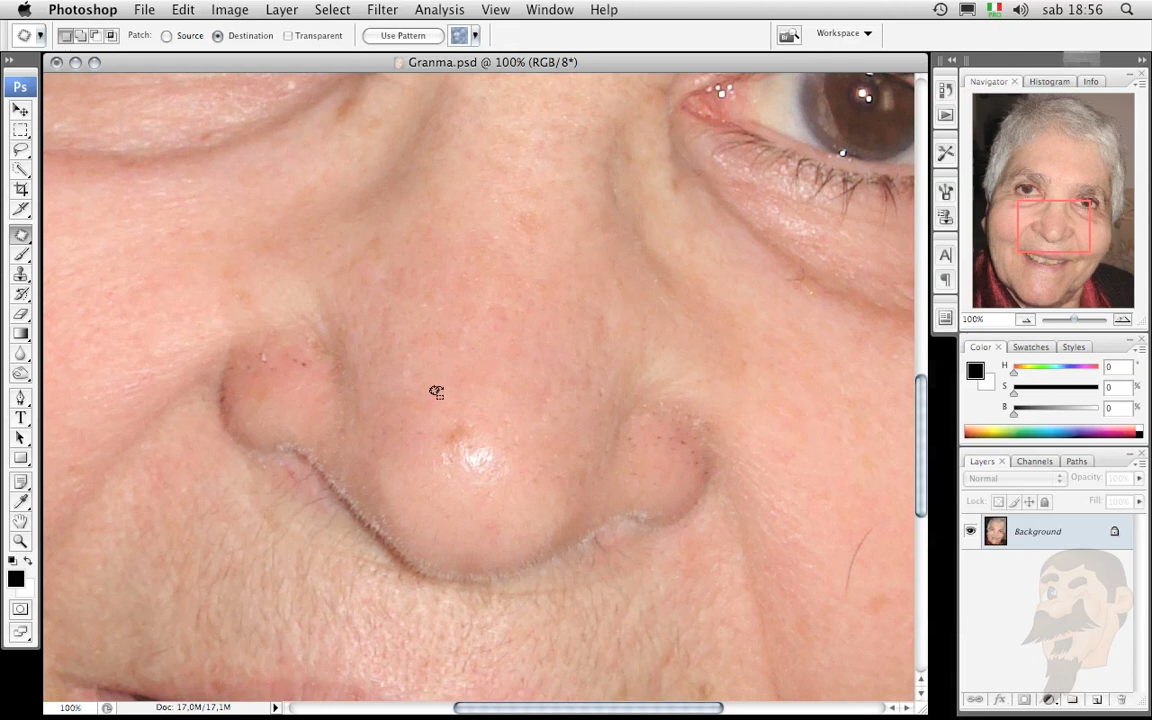 Photoshop File Edit Image Layer Select Filter Analysis View Window Help PRO sab 18:56
Patch: Source Destination Transparent Use Pattern Workspace
Granma.psd @ 100% (RGB/8*)
Ps
Navigator Histogram Info
100%
Color Swatches Styles
H 0 °
S 0 %
B 0 %
Layers Channels Paths
Normal Opacity:
Lock: Fill:
Background
A
T
100% Doc: 17,0M/17,1M